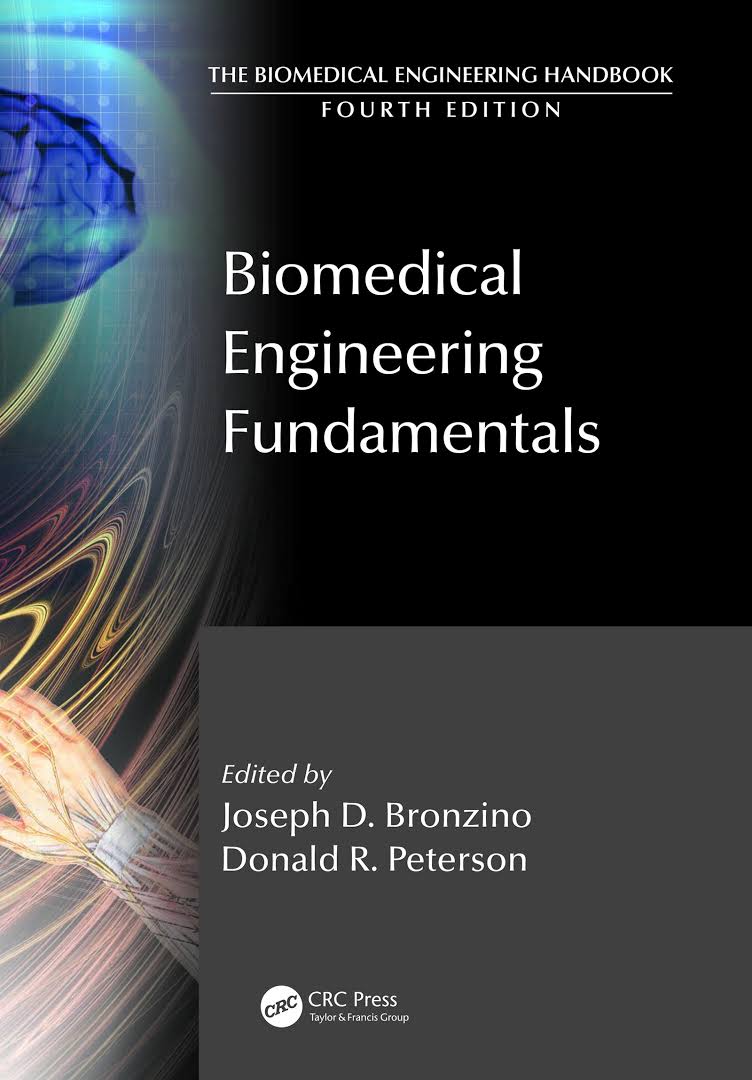 THE BIOMEDICAL ENGINEERING HANDBOOK
FOURTH EDITION
Biomedical
Engineering
Fundamentals
Edited by
Joseph D. Bronzino
Donald R. Peterson
CRC
CRC Press
Taylor & Francis Group